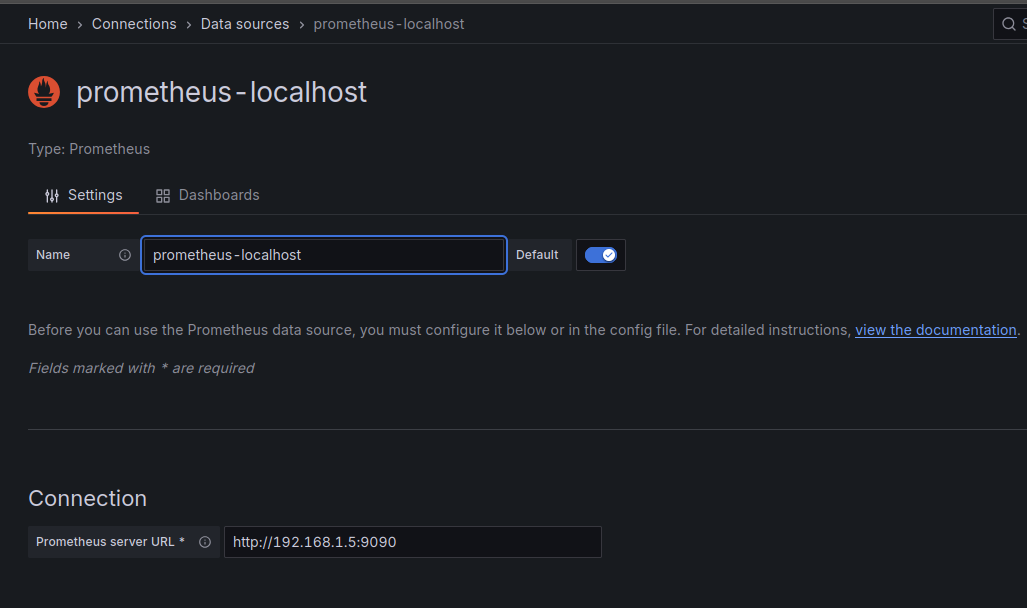 Home > Connections > Data sources > prometheus-localhost
prometheus-localhost
Type: Prometheus
Settings Dashboards
Name prometheus-localhost Default
Before you can use the Prometheus data source, you must configure it below or in the config file. For detailed instructions, view the documentation.
Fields marked with * are required
Connection
Prometheus server URL * http://192.168.1.5:9090